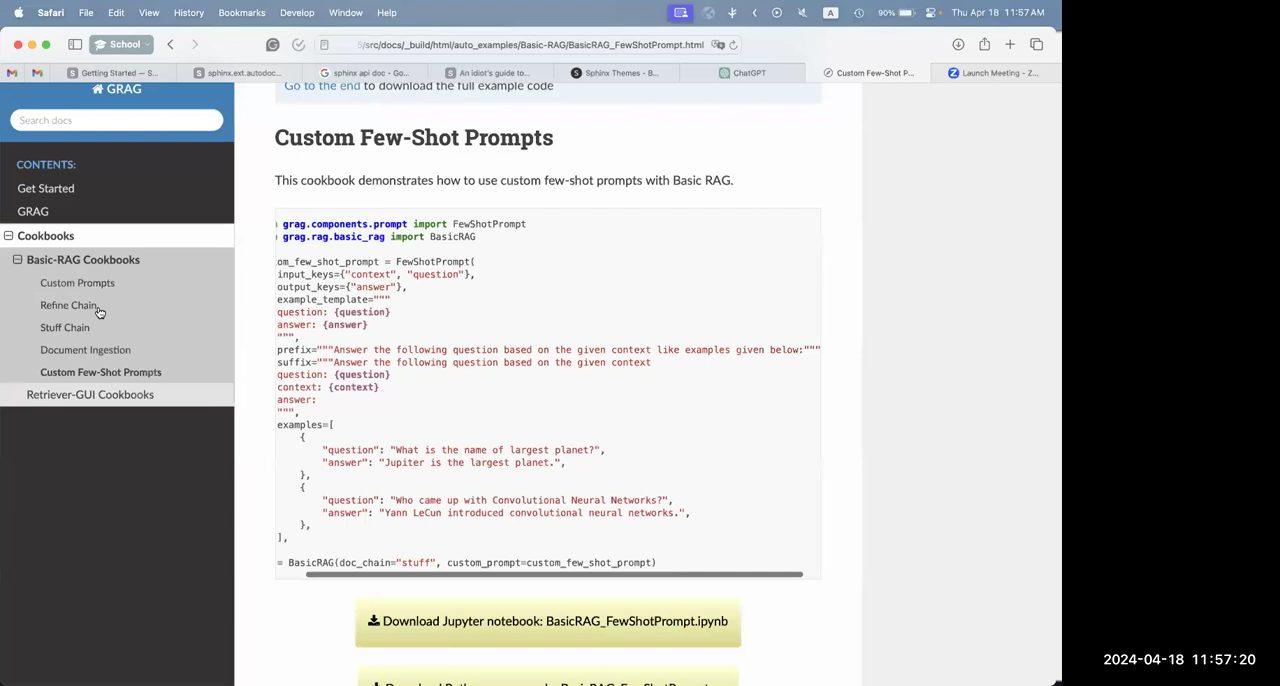 Safari File Edit View History Bookmarks Develop Window Help A 90% Thu Apr 18 11:57 AM
School 5/src/docs/_build/html/auto_examples/Basic-RAG/BasicRAG_FewShotPrompt.html
Getting Started — S... sphinx.ext.autodoc... sphinx api doc - Go... An idiot's guide to... Sphinx Themes – B... ChatGPT Custom Few-Shot P... Launch Meeting - Z...
GRAG
Search docs
CONTENTS:
Get Started
GRAG
Cookbooks
Basic-RAG Cookbooks
Custom Prompts
Refine Chain
Stuff Chain
Document Ingestion
Custom Few-Shot Prompts
Retriever-GUI Cookbooks
Go to the end to download the full example code
Custom Few-Shot Prompts
This cookbook demonstrates how to use custom few-shot prompts with Basic RAG.
grag.components.prompt import FewShotPrompt
grag.rag.basic_rag import BasicRAG
om_few_shot_prompt = FewShotPrompt(
input_keys={"context", "question"},
output_keys={"answer"},
example_template="""
question: {question}
answer: {answer}
""",
prefix="""Answer the following question based on the given context like examples given below:"""
suffix="""Answer the following question based on the given context
question: {question}
context: {context}
answer:
""",
examples=[
{
"question": "What is the name of largest planet?",
"answer": "Jupiter is the largest planet.",
},
{
"question": "Who came up with Convolutional Neural Networks?",
"answer": "Yann LeCun introduced convolutional neural networks.",
},
],
= BasicRAG(doc_chain="stuff", custom_prompt=custom_few_shot_prompt)
Download Jupyter notebook: BasicRAG_FewShotPrompt.ipynb
2024-04-18 11:57:20